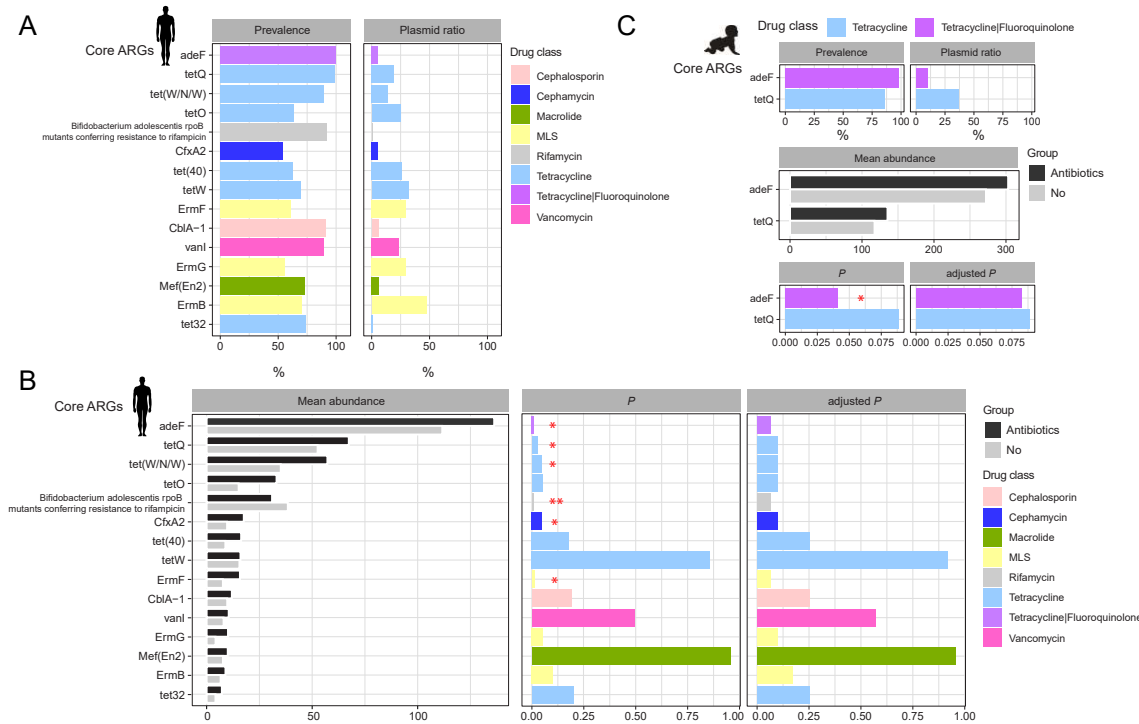 A
Core ARGs
Prevalence
Plasmid ratio
adeF
tetQ
tet(W/N/W)
tetO
Bifidobacterium adolescentis rpoB
mutants conferring resistance to rifampicin
CfxA2
tet(40)
tetW
ErmF
CblA−1
vanI
ErmG
Mef(En2)
ErmB
tet32
0 50 100
%
0 50 100
%
Drug class
Cephalosporin
Cephamycin
Macrolide
MLS
Rifamycin
Tetracycline
Tetracycline|Fluoroquinolone
Vancomycin
C
Core ARGs
Drug class
Tetracycline
Tetracycline|Fluoroquinolone
Prevalence
Plasmid ratio
adeF
tetQ
0 25 50 75 100
%
0 25 50 75 100
%
Mean abundance
adeF
tetQ
0 100 200 300
Group
Antibiotics
No
P
adjusted P
adeF
*
tetQ
0.000 0.025 0.050 0.075
0.000 0.025 0.050 0.075
B
Core ARGs
Mean abundance
P
adjusted P
adeF
*
tetQ
*
tet(W/N/W)
*
tetO
Bifidobacterium adolescentis rpoB
mutants conferring resistance to rifampicin
**
CfxA2
*
tet(40)
tetW
ErmF
*
CblA−1
vanI
ErmG
Mef(En2)
ErmB
tet32
0 50 100
0.00 0.25 0.50 0.75 1.00
0.00 0.25 0.50 0.75 1.00
Group
Antibiotics
No
Drug class
Cephalosporin
Cephamycin
Macrolide
MLS
Rifamycin
Tetracycline
Tetracycline|Fluoroquinolone
Vancomycin